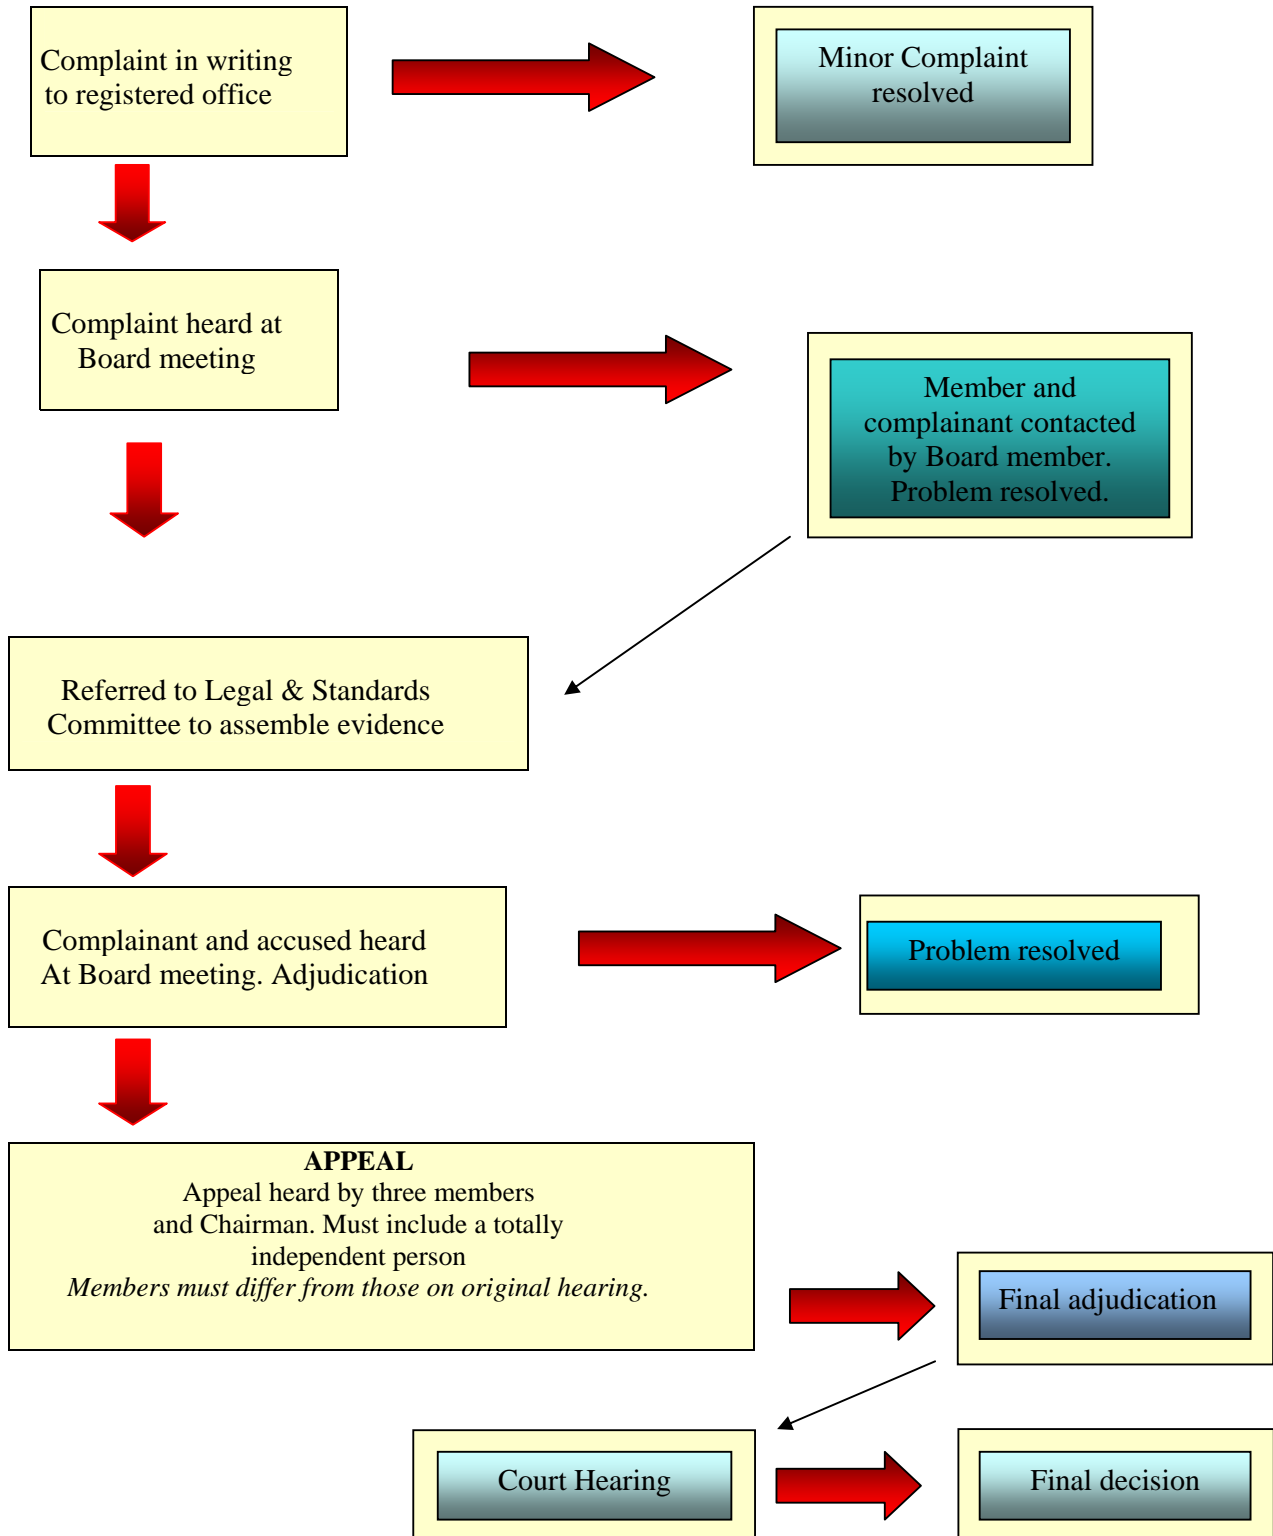 Complaint in writing
to registered office
Minor Complaint
resolved
Complaint heard at
Board meeting
Member and
complainant contacted
by Board member.
Problem resolved.
Referred to Legal & Standards
Committee to assemble evidence
Complainant and accused heard
At Board meeting. Adjudication
Problem resolved
APPEAL
Appeal heard by three members
and Chairman. Must include a totally
independent person
Members must differ from those on original hearing.
Final adjudication
Court Hearing
Final decision